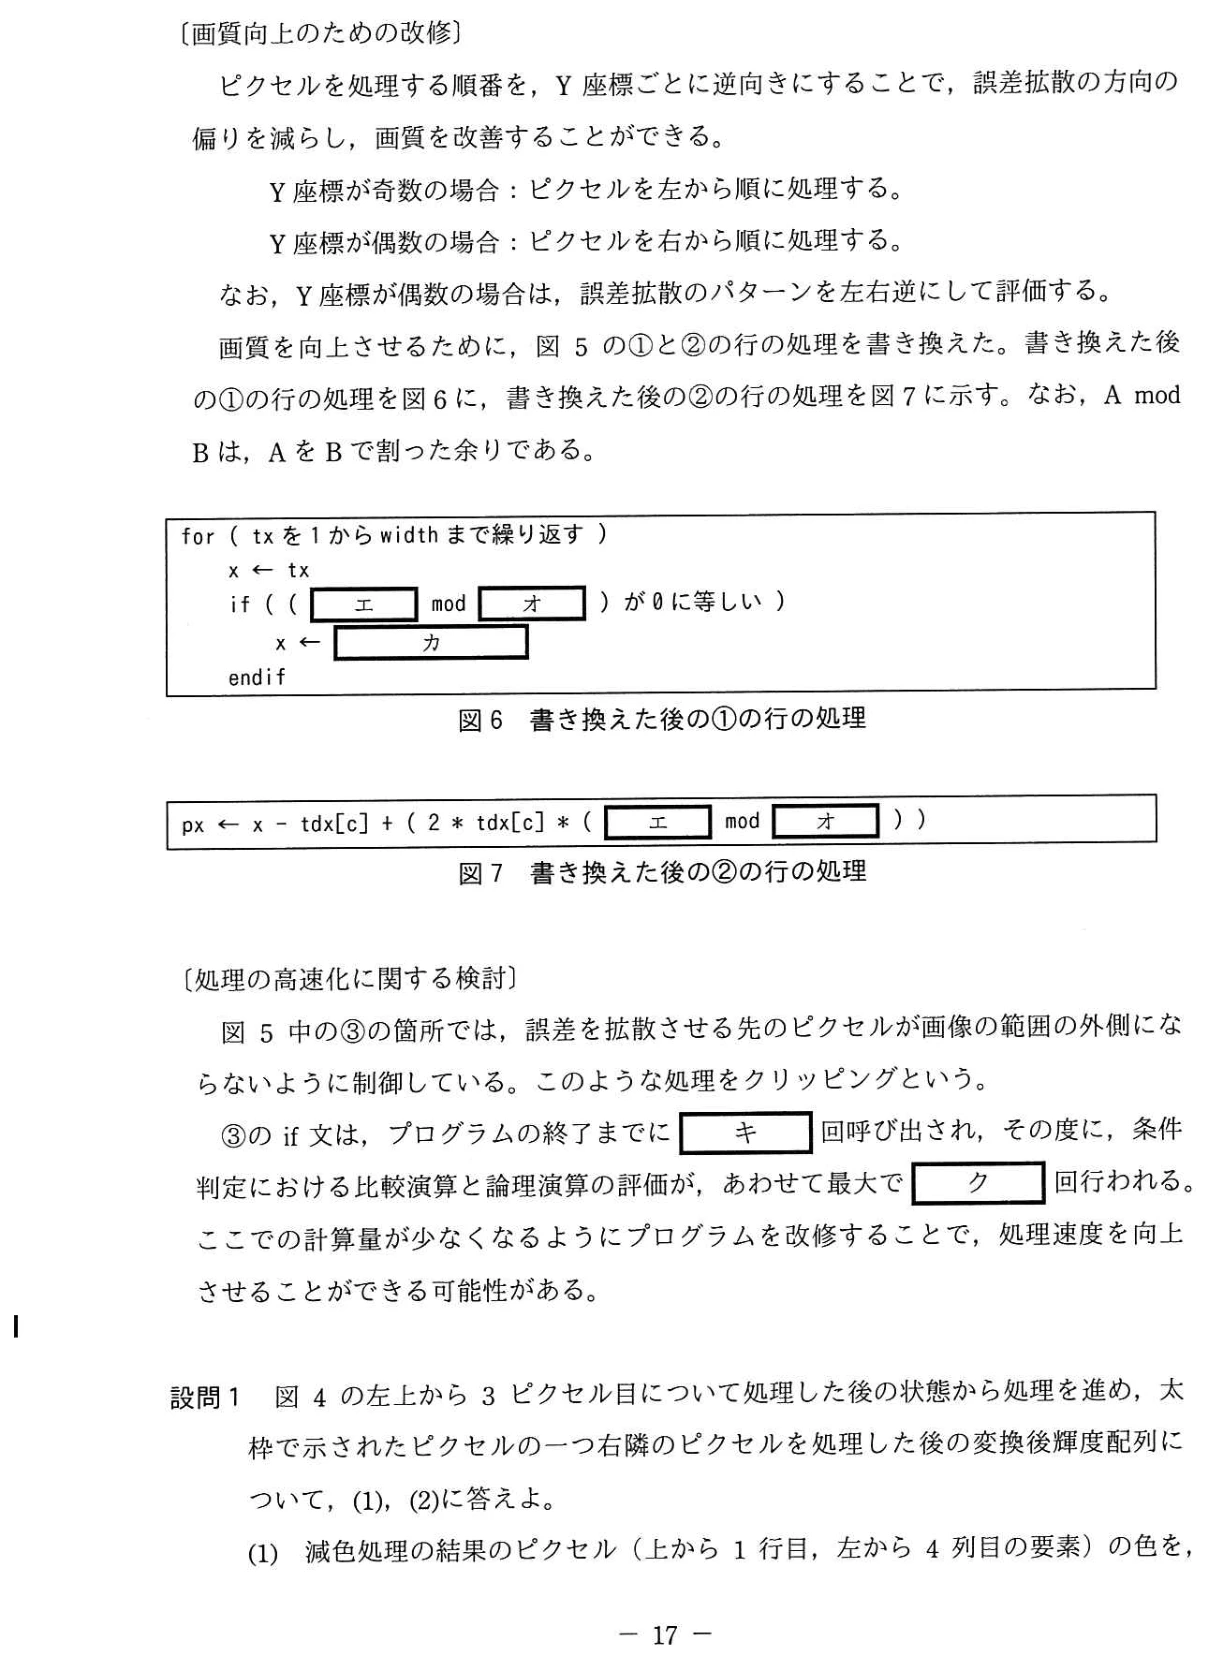 〔画質向上のための改修〕
ピクセルを処理する順番を，Y 座標ごとに逆向きにすることで，誤差拡散の方向の
偏りを減らし，画質を改善することができる。
Y 座標が奇数の場合：ピクセルを左から順に処理する。
Y 座標が偶数の場合：ピクセルを右から順に処理する。
なお，Y 座標が偶数の場合は，誤差拡散のパターンを左右逆にして評価する。
画質を向上させるために，図 5 の①と②の行の処理を書き換えた。書き換えた後
の①の行の処理を図 6 に，書き換えた後の②の行の処理を図 7 に示す。なお，A mod
B は，A を B で割った余りである。
for ( tx を 1 から width まで繰り返す )
x ← tx
if ( ( エ mod オ ) が 0 に等しい )
x ← カ
endif
図 6 書き換えた後の①の行の処理
px ← x - tdx[c] + ( 2 * tdx[c] * ( エ mod オ ) )
図 7 書き換えた後の②の行の処理
〔処理の高速化に関する検討〕
図 5 中の③の箇所では，誤差を拡散させる先のピクセルが画像の範囲の外側にな
らないように制御している。このような処理をクリッピングという。
③の if 文は，プログラムの終了までに キ 回呼び出され，その度に，条件
判定における比較演算と論理演算の評価が，あわせて最大で ク 回行われる。
ここでの計算量が少なくなるようにプログラムを改修することで，処理速度を向上
させることができる可能性がある。
設問 1 図 4 の左上から 3 ピクセル目について処理した後の状態から処理を進め，太
枠で示されたピクセルの一つ右隣のピクセルを処理した後の変換後輝度配列に
ついて，(1)，(2)に答えよ。
(1) 減色処理の結果のピクセル（上から 1 行目，左から 4 列目の要素）の色を，
－ 17 －